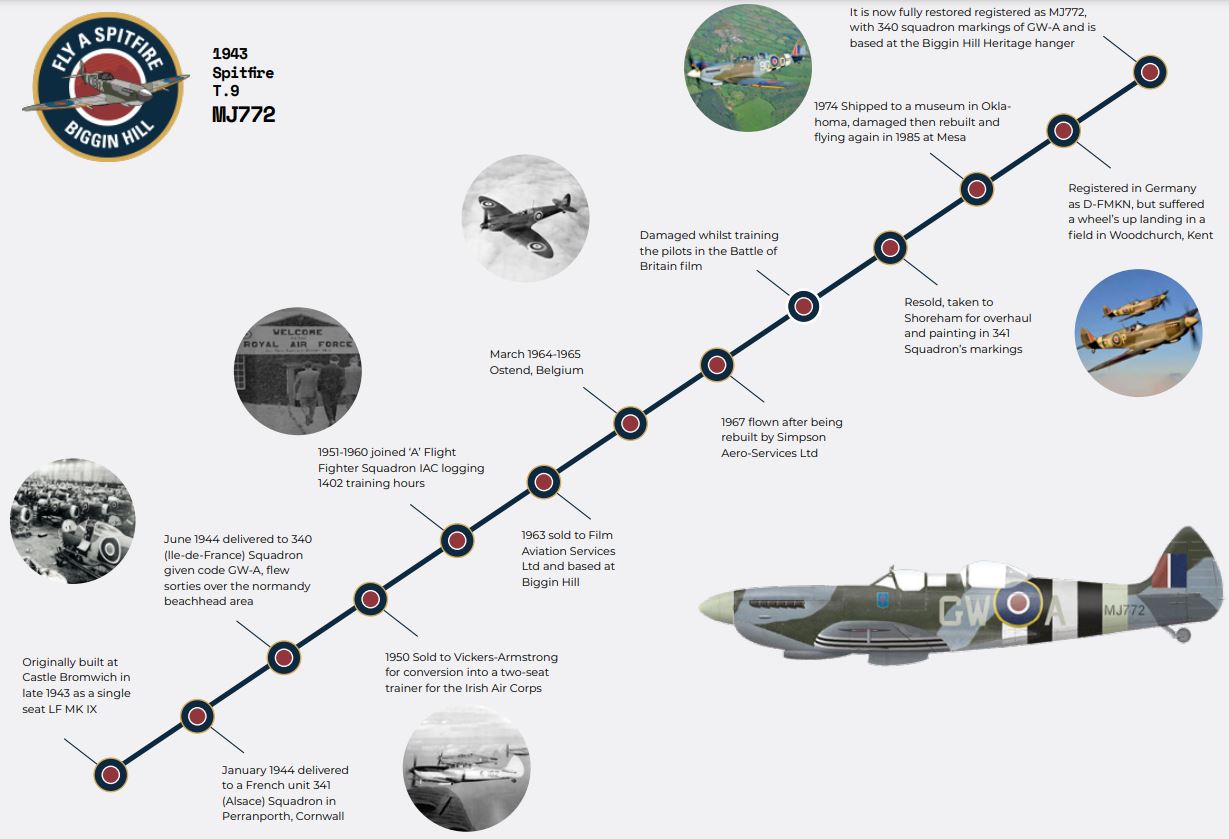 FLY A SPITFIRE
BIGGIN HILL
1943
Spitfire
T.9
MJ772
It is now fully restored registered as MJ772,
with 340 squadron markings of GW-A and is
based at the Biggin Hill Heritage hanger
1974 Shipped to a museum in Okla-
homa, damaged then rebuilt and
flying again in 1985 at Mesa
Registered in Germany
as D-FMKN, but suffered
a wheel's up landing in a
field in Woodchurch, Kent
Damaged whilst training
the pilots in the Battle of
Britain film
Resold, taken to
Shoreham for overhaul
and painting in 341
Squadron's markings
WELCOME
ROYAL AIR FORCE
March 1964-1965
Ostend, Belgium
1967 flown after being
rebuilt by Simpson
Aero-Services Ltd
1951-1960 joined 'A' Flight
Fighter Squadron IAC logging
1402 training hours
1963 sold to Film
Aviation Services
Ltd and based at
Biggin Hill
June 1944 delivered to 340
(Ile-de-France) Squadron
given code GW-A, flew
sorties over the normandy
beachhead area
GW A
MJ772
1950 Sold to Vickers-Armstrong
for conversion into a two-seat
trainer for the Irish Air Corps
Originally built at
Castle Bromwich in
late 1943 as a single
seat LF MK IX
January 1944 delivered
to a French unit 341
(Alsace) Squadron in
Perranporth, Cornwall